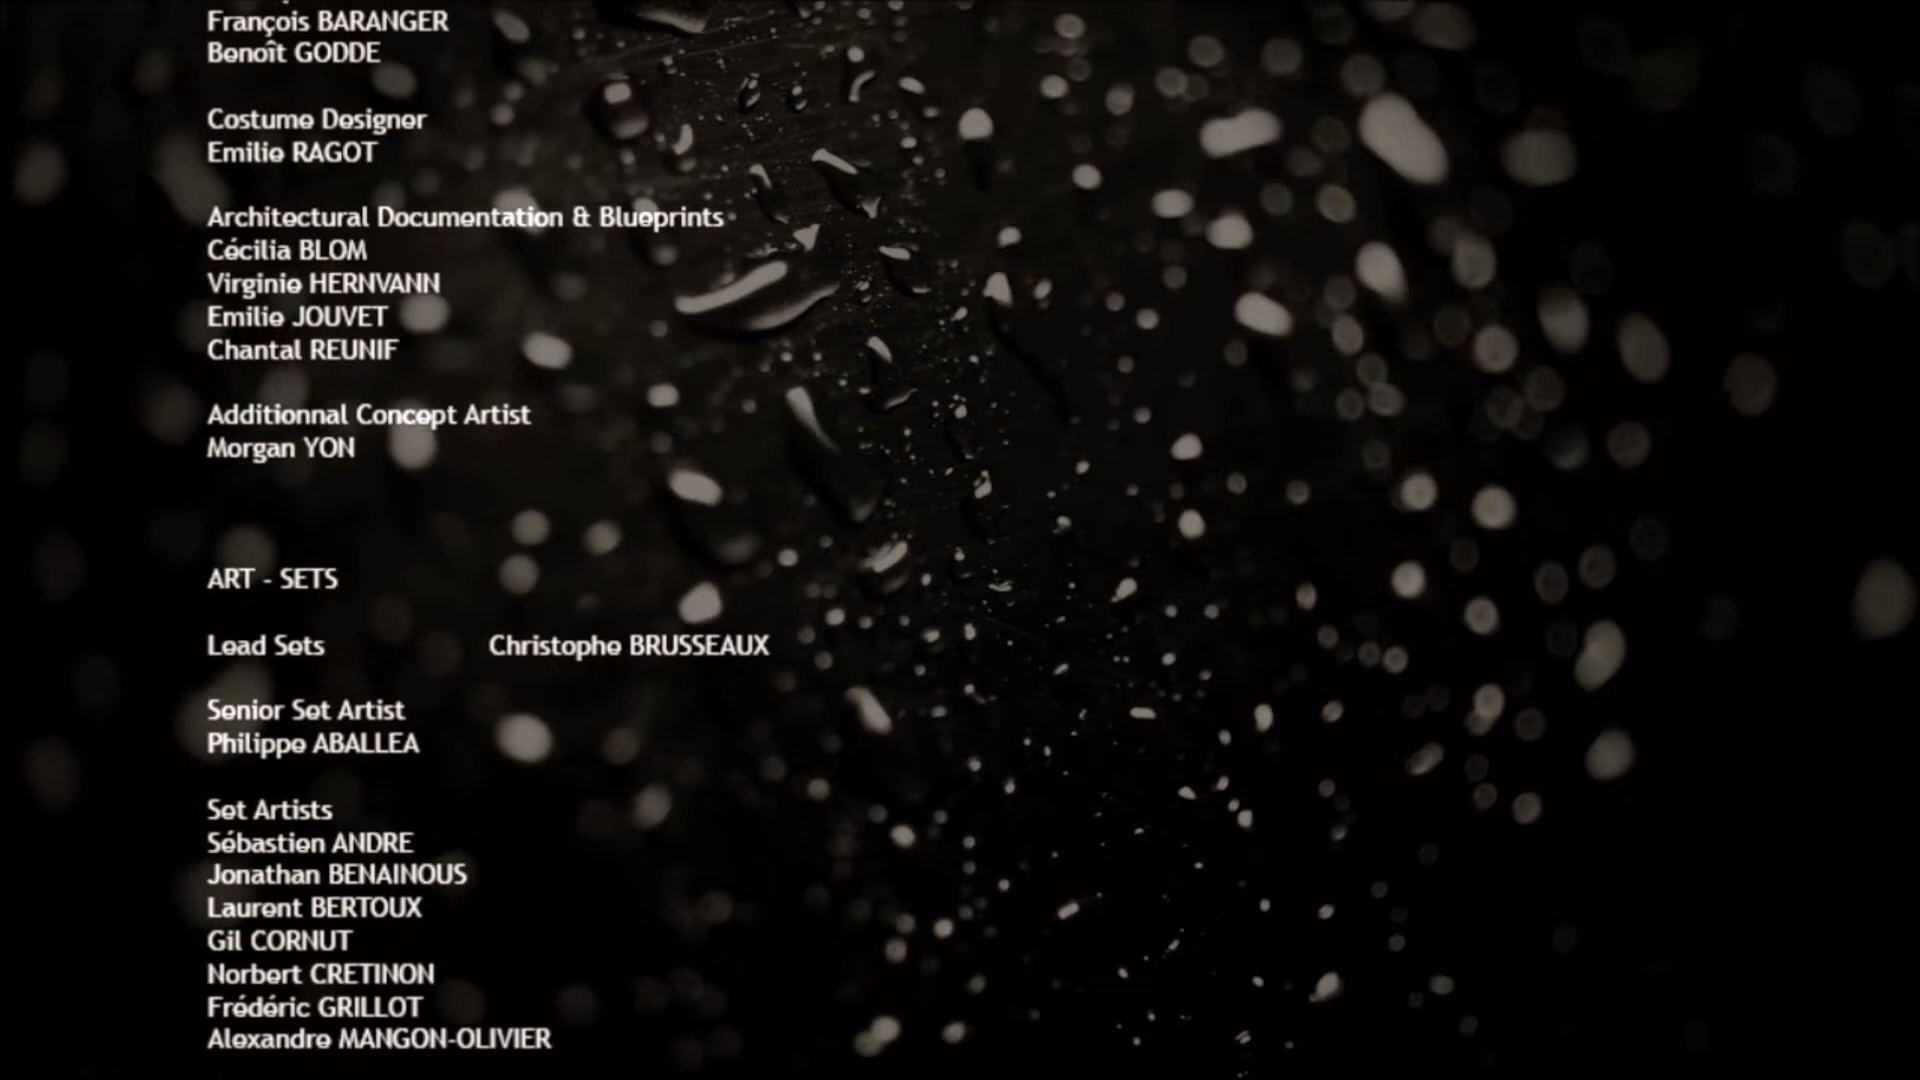 François BARANGER
Benoît GODDE
Costume Designer
Emilie RAGOT
Architectural Documentation & Blueprints
Cécilia BLOM
Virginie HERNVANN
Emilie JOUVET
Chantal REUNIF
Additionnal Concept Artist
Morgan YON
ART - SETS
Lead Sets Christophe BRUSSEAUX
Senior Set Artist
Philippe ABALLEA
Set Artists
Sébastien ANDRE
Jonathan BENAINOUS
Laurent BERTOUX
Gil CORNUT
Norbert CRETINON
Frédéric GRILLOT
Alexandre MANGON-OLIVIER